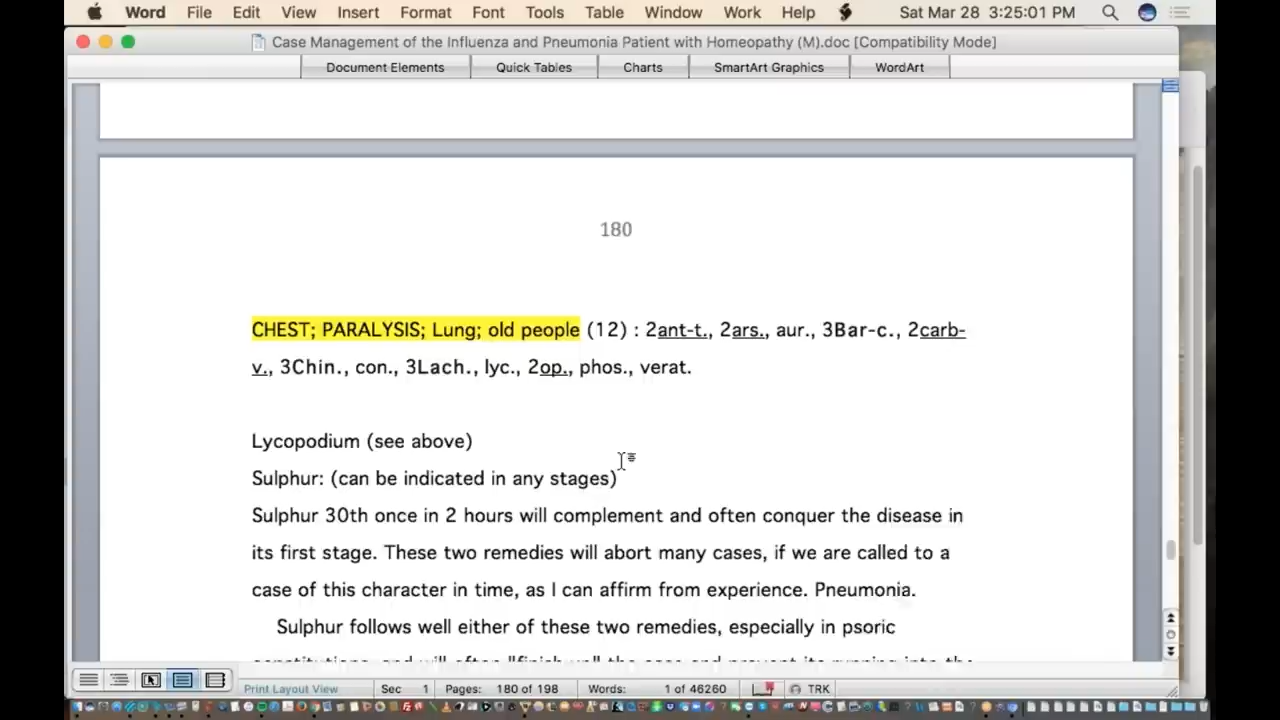 Word File Edit View Insert Format Font Tools Table Window Work Help Sat Mar 28 3:25:01 PM
Case Management of the Influenza and Pneumonia Patient with Homeopathy (M).doc [Compatibility Mode]
Document Elements Quick Tables Charts SmartArt Graphics WordArt
180
CHEST; PARALYSIS; Lung; old people (12) : 2ant-t., 2ars., aur., 3Bar-c., 2carb-
v., 3Chin., con., 3Lach., lyc., 2op., phos., verat.
Lycopodium (see above)
Sulphur: (can be indicated in any stages)
Sulphur 30th once in 2 hours will complement and often conquer the disease in
its first stage. These two remedies will abort many cases, if we are called to a
case of this character in time, as I can affirm from experience. Pneumonia.
Sulphur follows well either of these two remedies, especially in psoric
Print Layout View Sec 1 Pages: 180 of 198 Words: 1 of 46260 TRK